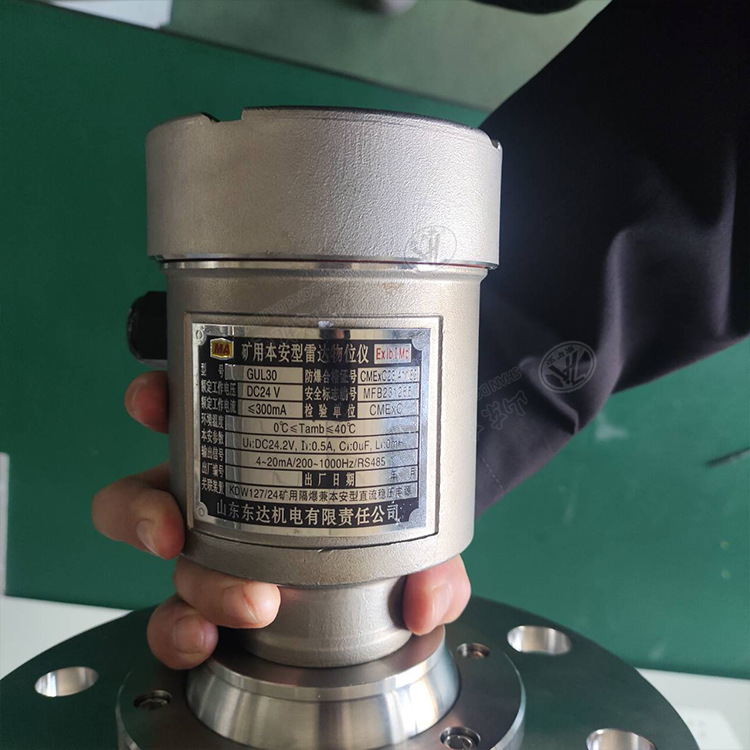 MA 矿用本安型雷达物位仪 ExibⅠMb
型 号 GUL30 防爆合格证号
额定工作电压 DC24V 安全标志编号
额定工作电流 ≤300mA 检验单位 CMExC
环境温度 0℃≤Tamb≤40℃
本安参数 Ui:DC24.2V, Ii:0.5A, Ci:0uF, Li:0mH
输出信号 4~20mA/200~1000Hz/RS485
出厂编号 出厂日期 年 月
关联设备 KDW127/24矿用隔爆兼本安型直流稳压电源
山东东达机电有限责任公司